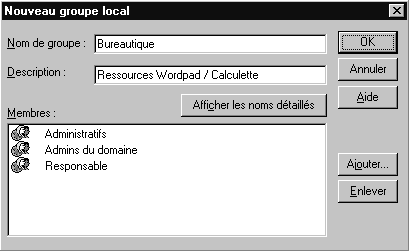 Nouveau groupe local
Nom de groupe : Bureautique
OK
Description : Ressources Wordpad / Calculette
Annuler
Aide
Afficher les noms détaillés
Membres :
Administratifs
Admins du domaine
Responsable
Ajouter...
Enlever